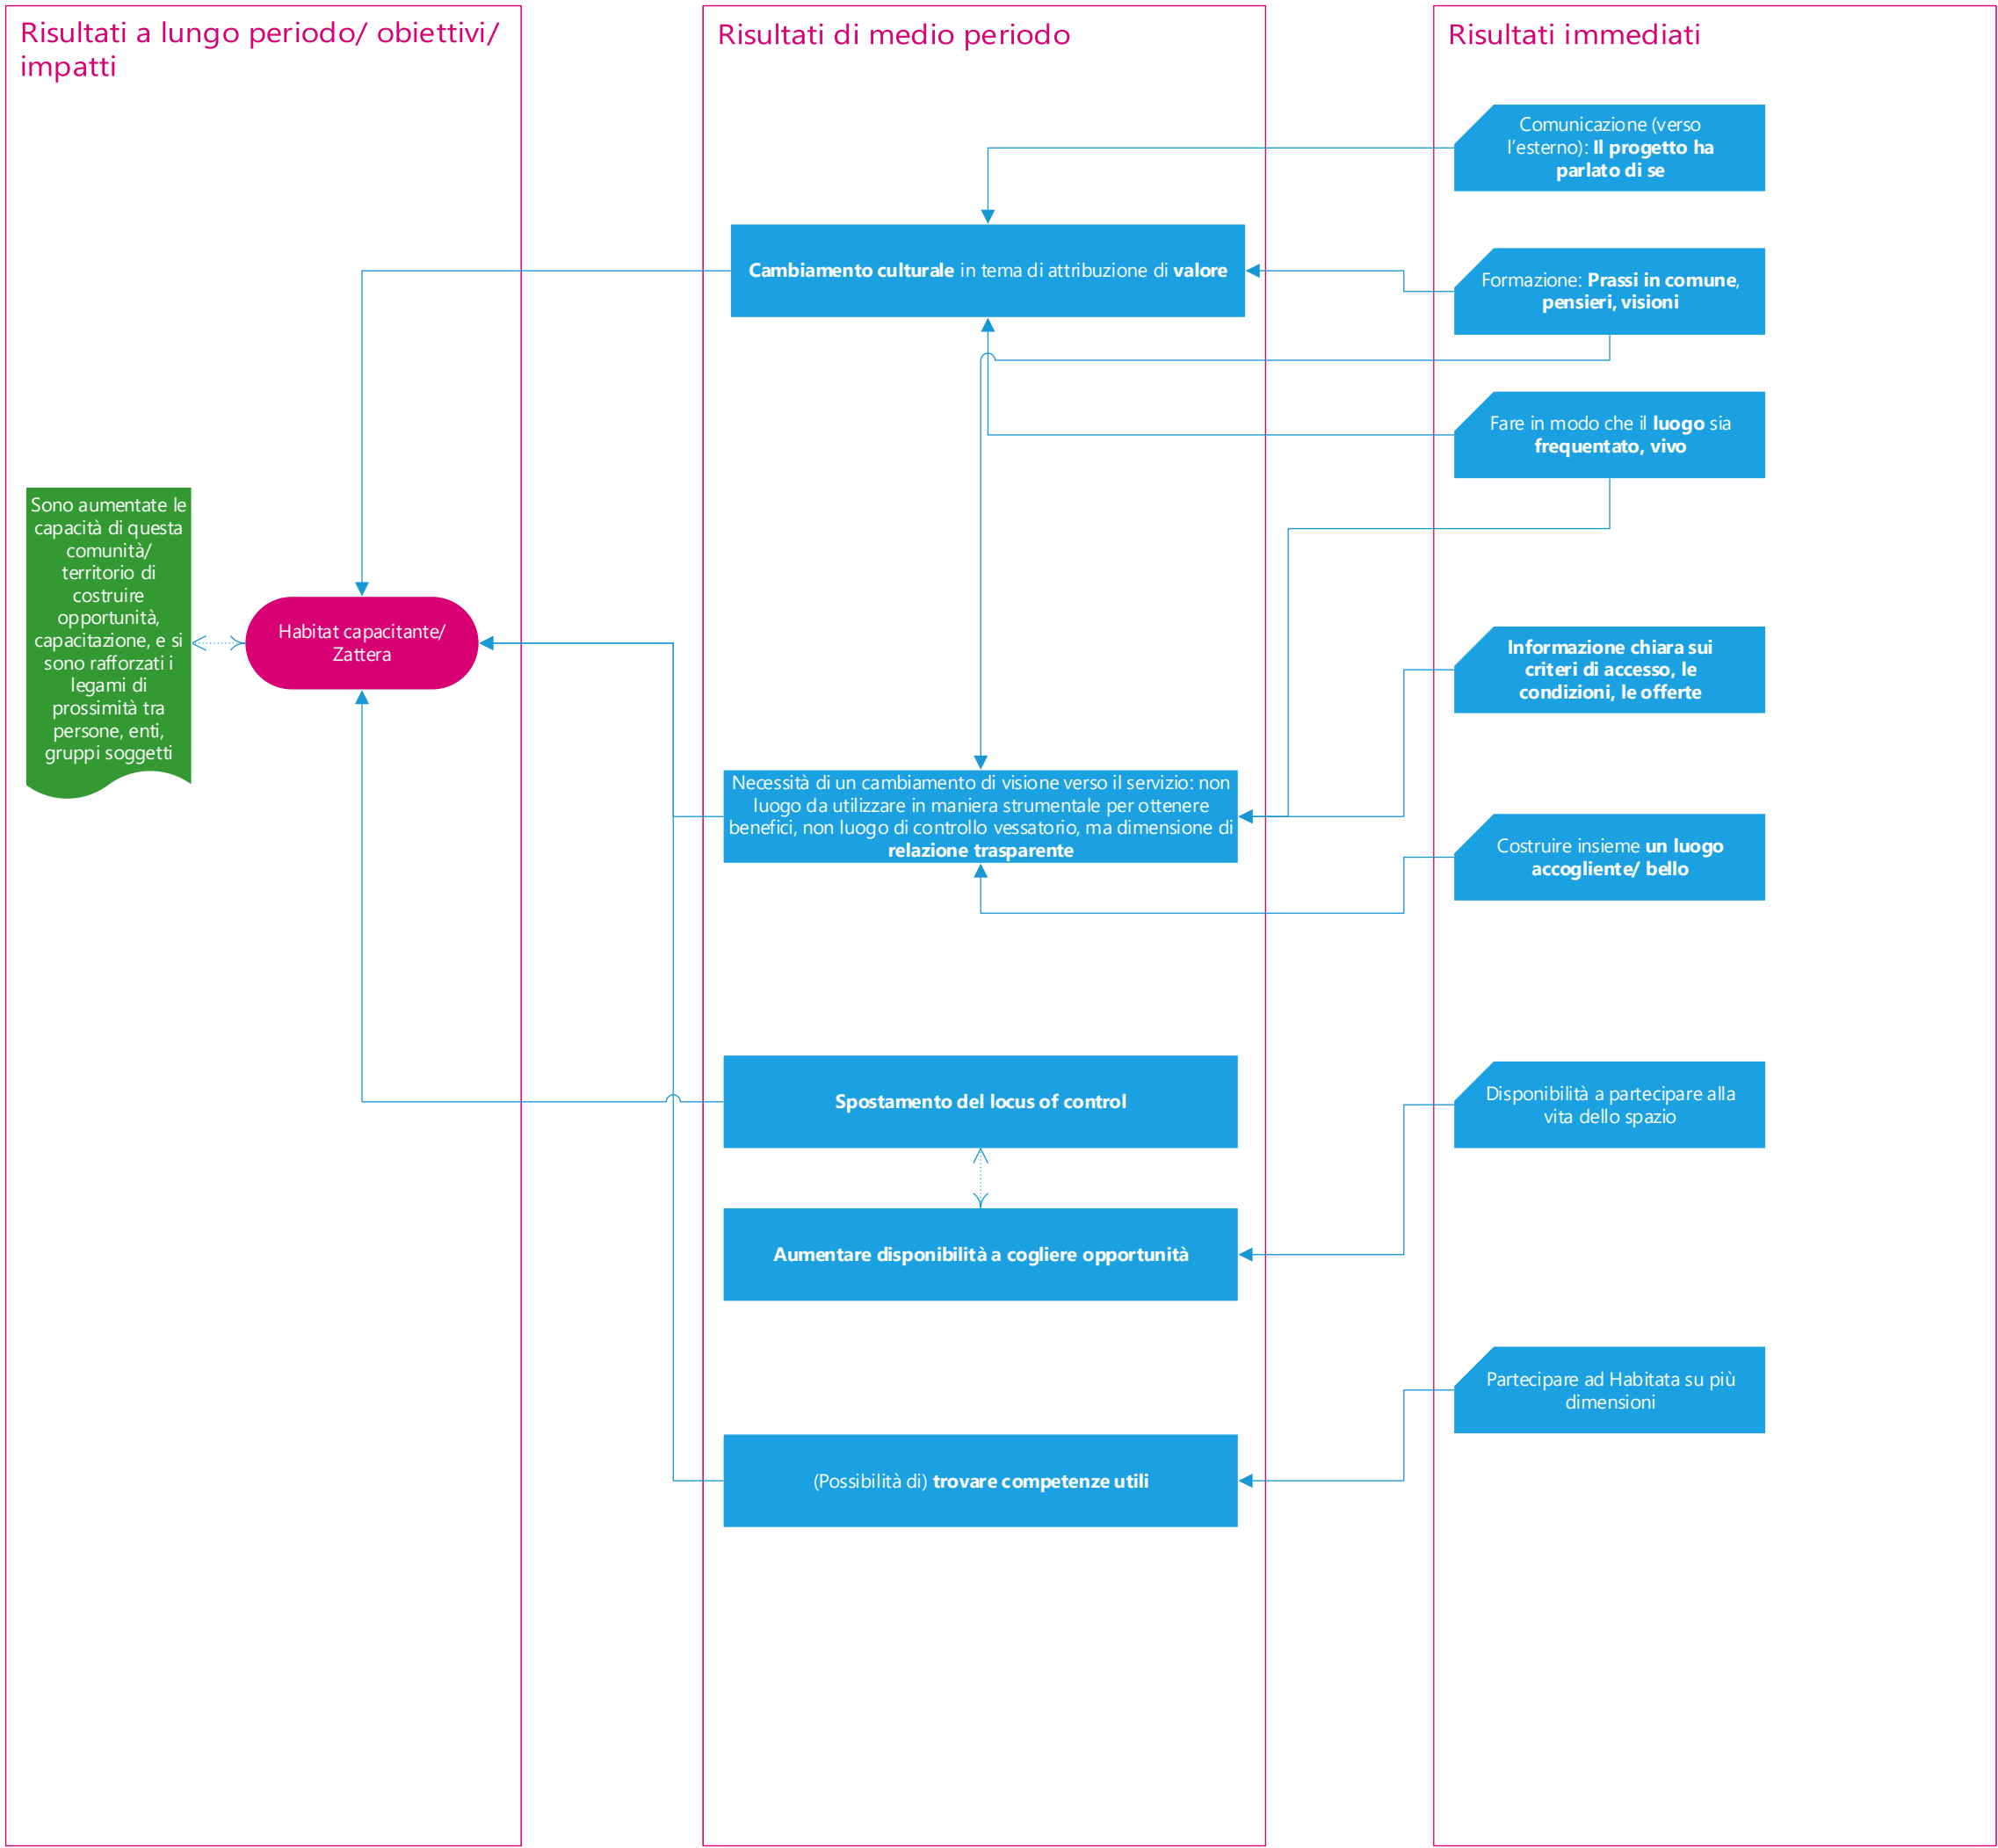 Risultati a lungo periodo/ obiettivi/
impatti
Sono aumentate le
capacità di questa
comunità/
territorio di
costruire
opportunità,
capacitazione, e si
sono rafforzati i
legami di
prossimità tra
persone, enti,
gruppi soggetti
Habitat capacitante/
Zattera
Risultati di medio periodo
Cambiamento culturale in tema di attribuzione di valore
Necessità di un cambiamento di visione verso il servizio: non
luogo da utilizzare in maniera strumentale per ottenere
benefici, non luogo di controllo vessatorio, ma dimensione di
relazione trasparente
Spostamento del locus of control
Aumentare disponibilità a cogliere opportunità
(Possibilità di) trovare competenze utili
Risultati immediati
Comunicazione (verso
l'esterno): Il progetto ha
parlato di se
Formazione: Prassi in comune,
pensieri, visioni
Fare in modo che il luogo sia
frequentato, vivo
Informazione chiara sui
criteri di accesso, le
condizioni, le offerte
Costruire insieme un luogo
accogliente/ bello
Disponibilità a partecipare alla
vita dello spazio
Partecipare ad Habitata su più
dimensioni